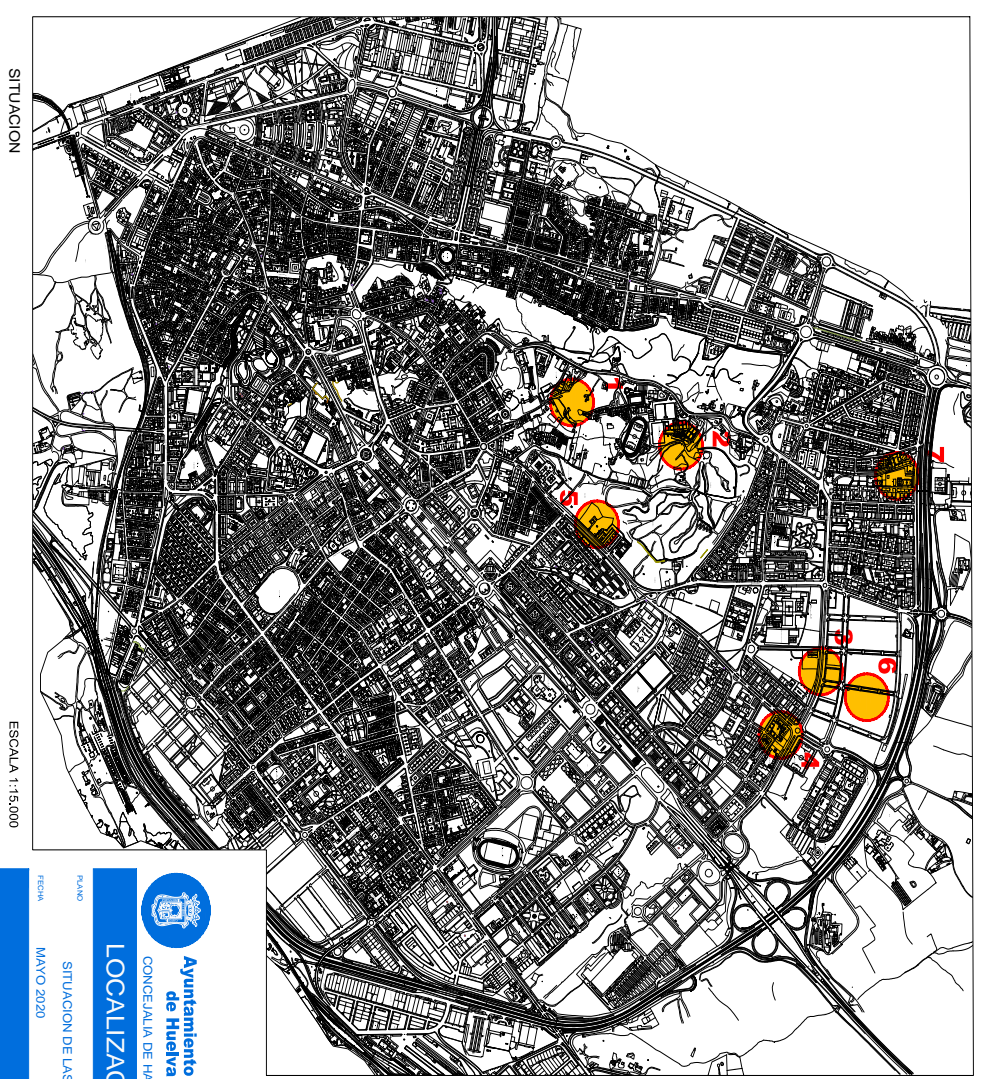 1
2
3
4
5
6
7
SITUACION
ESCALA 1:15.000
Ayuntamiento
de Huelva
CONCEJALIA DE HA
LOCALIZAC
PLANO
SITUACION DE LAS
FECHA
MAYO 2020